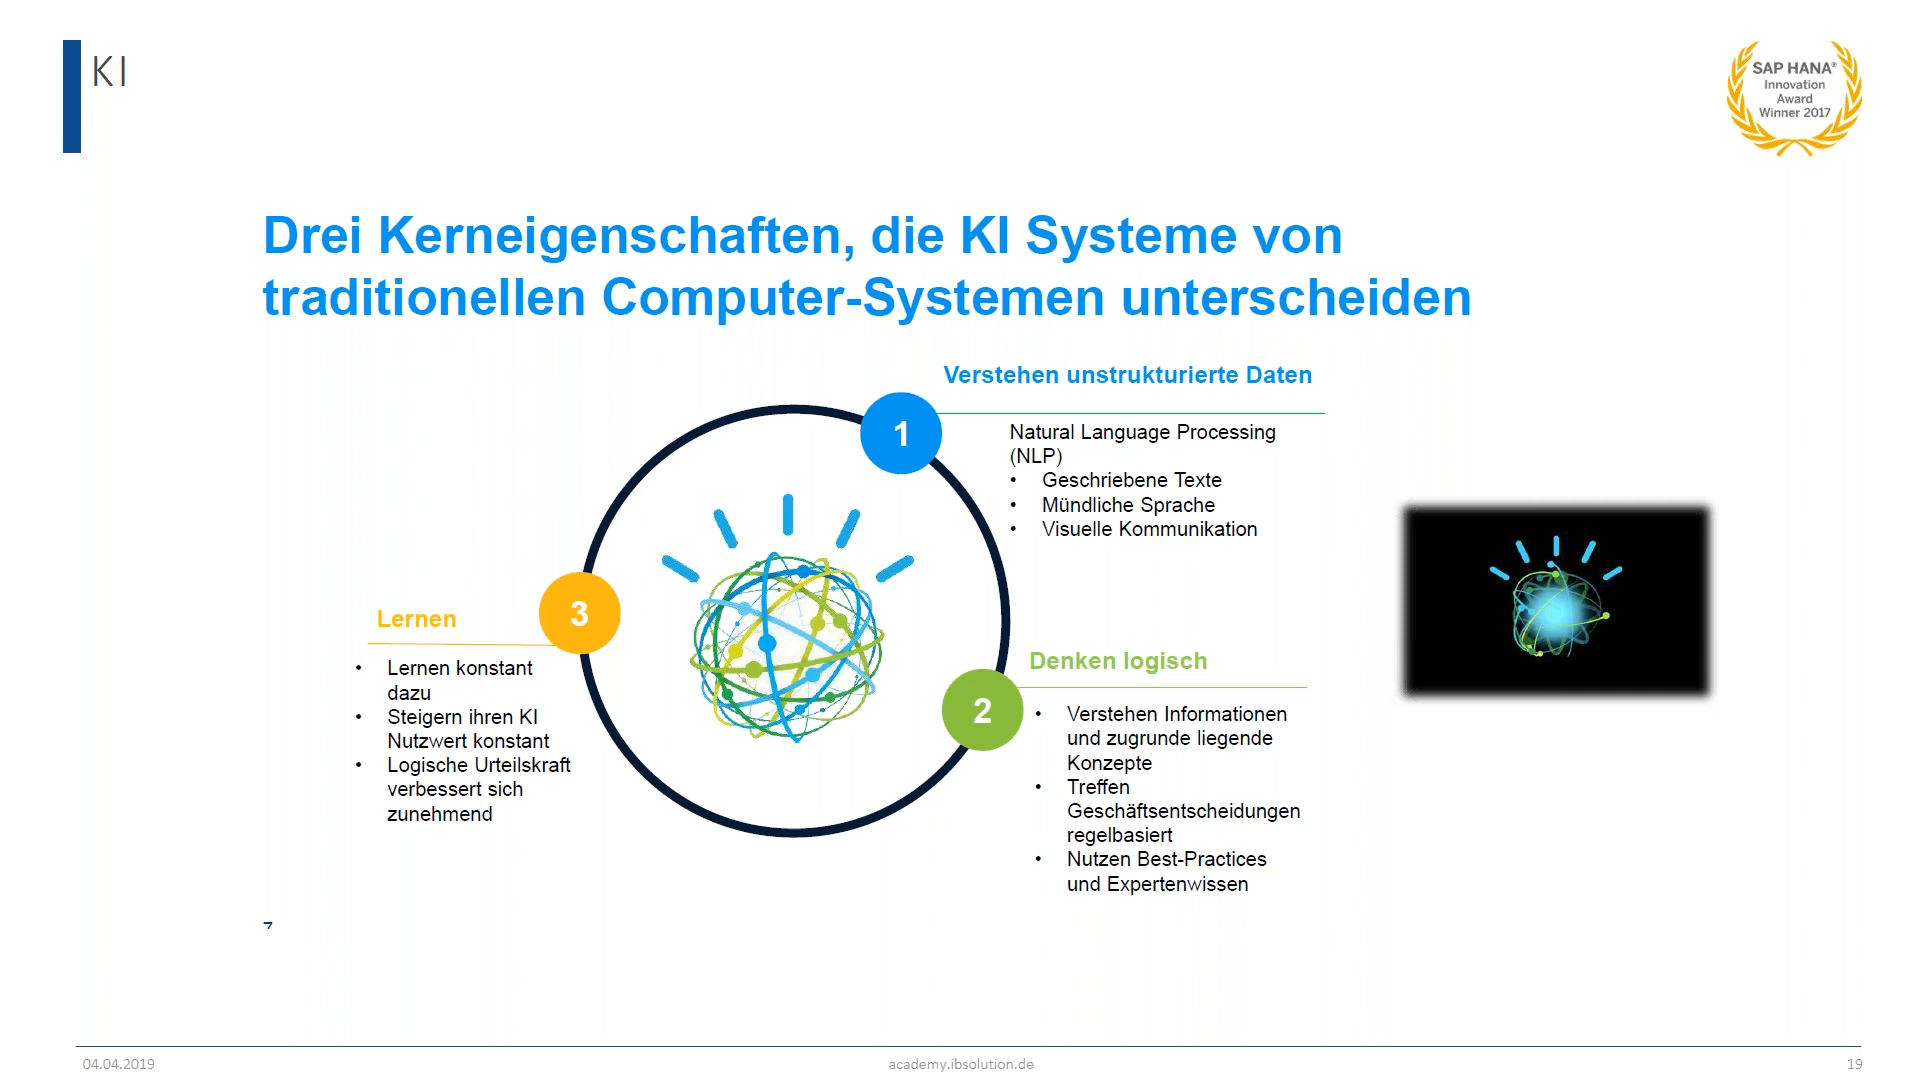 KI
SAP HANA®
Innovation
Award
Winner 2017
Drei Kerneigenschaften, die KI Systeme von
traditionellen Computer-Systemen unterscheiden
1
Verstehen unstrukturierte Daten
Natural Language Processing
(NLP)
• Geschriebene Texte
• Mündliche Sprache
• Visuelle Kommunikation
2
Denken logisch
• Verstehen Informationen
und zugrunde liegende
Konzepte
• Treffen
Geschäftsentscheidungen
regelbasiert
• Nutzen Best-Practices
und Expertenwissen
3
Lernen
• Lernen konstant
dazu
• Steigern ihren KI
Nutzwert konstant
• Logische Urteilskraft
verbessert sich
zunehmend
7
04.04.2019
academy.ibsolution.de
19